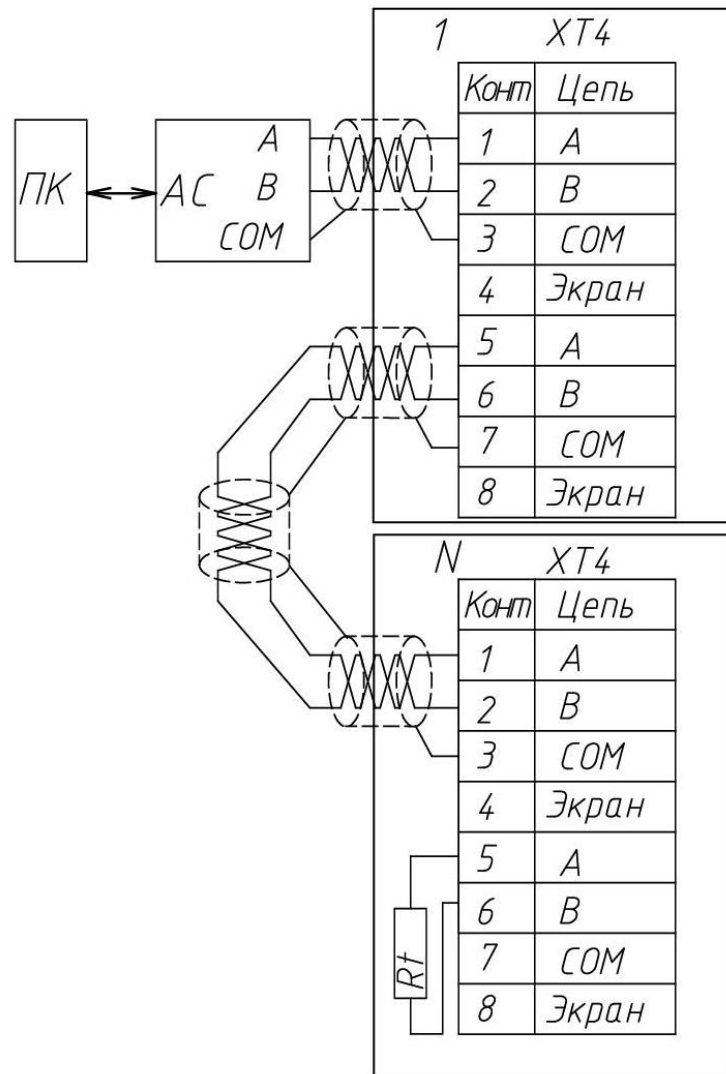 1 XT4
Конт Цепь
1 A
2 B
3 COM
4 Экран
5 A
6 B
7 COM
8 Экран
ПК
АС
A
B
COM
N XT4
Конт Цепь
1 A
2 B
3 COM
4 Экран
5 A
6 B
7 COM
8 Экран
Rt